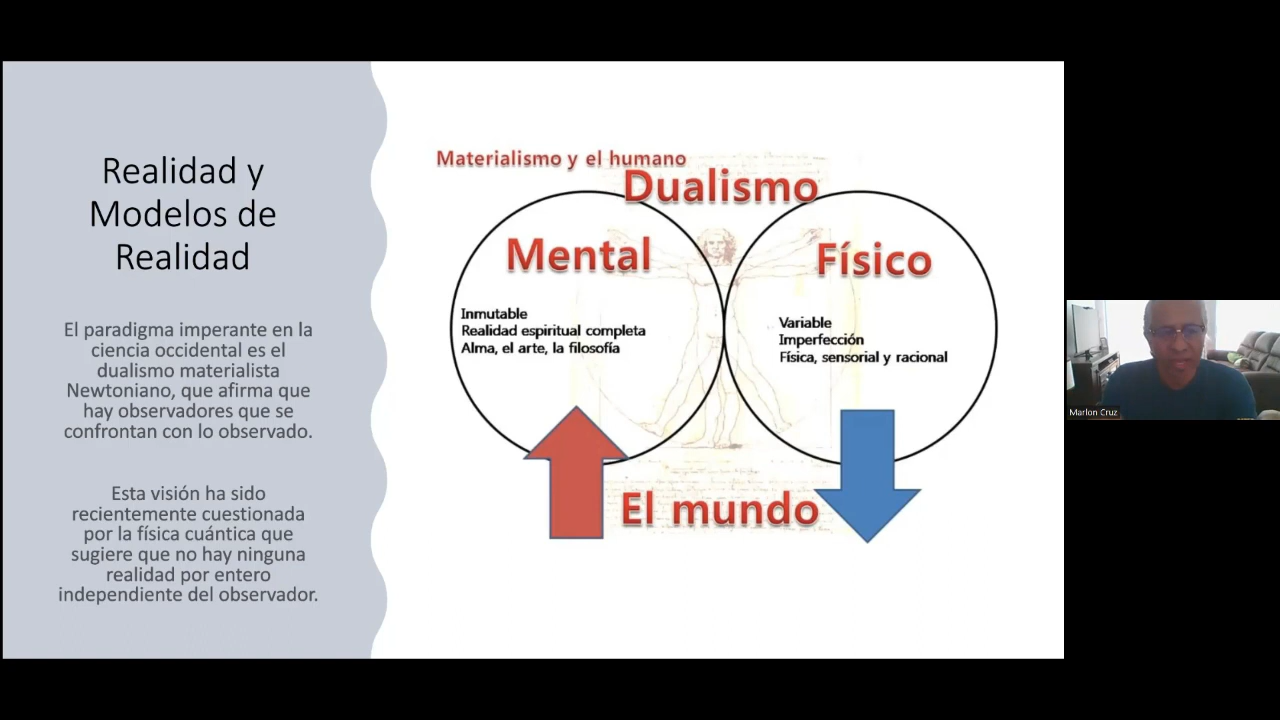 Realidad y
Modelos de
Realidad
El paradigma imperante en la
ciencia occidental es el
dualismo materialista
Newtoniano, que afirma que
hay observadores que se
confrontan con lo observado.
Esta visión ha sido
recientemente cuestionada
por la física cuántica que
sugiere que no hay ninguna
realidad por entero
independiente del observador.
Materialismo y el humano
Dualismo
Mental
Inmutable
Realidad espiritual completa
Alma, el arte, la filosofía
Físico
Variable
Imperfección
Física, sensorial y racional
El mundo
Marlon Cruz